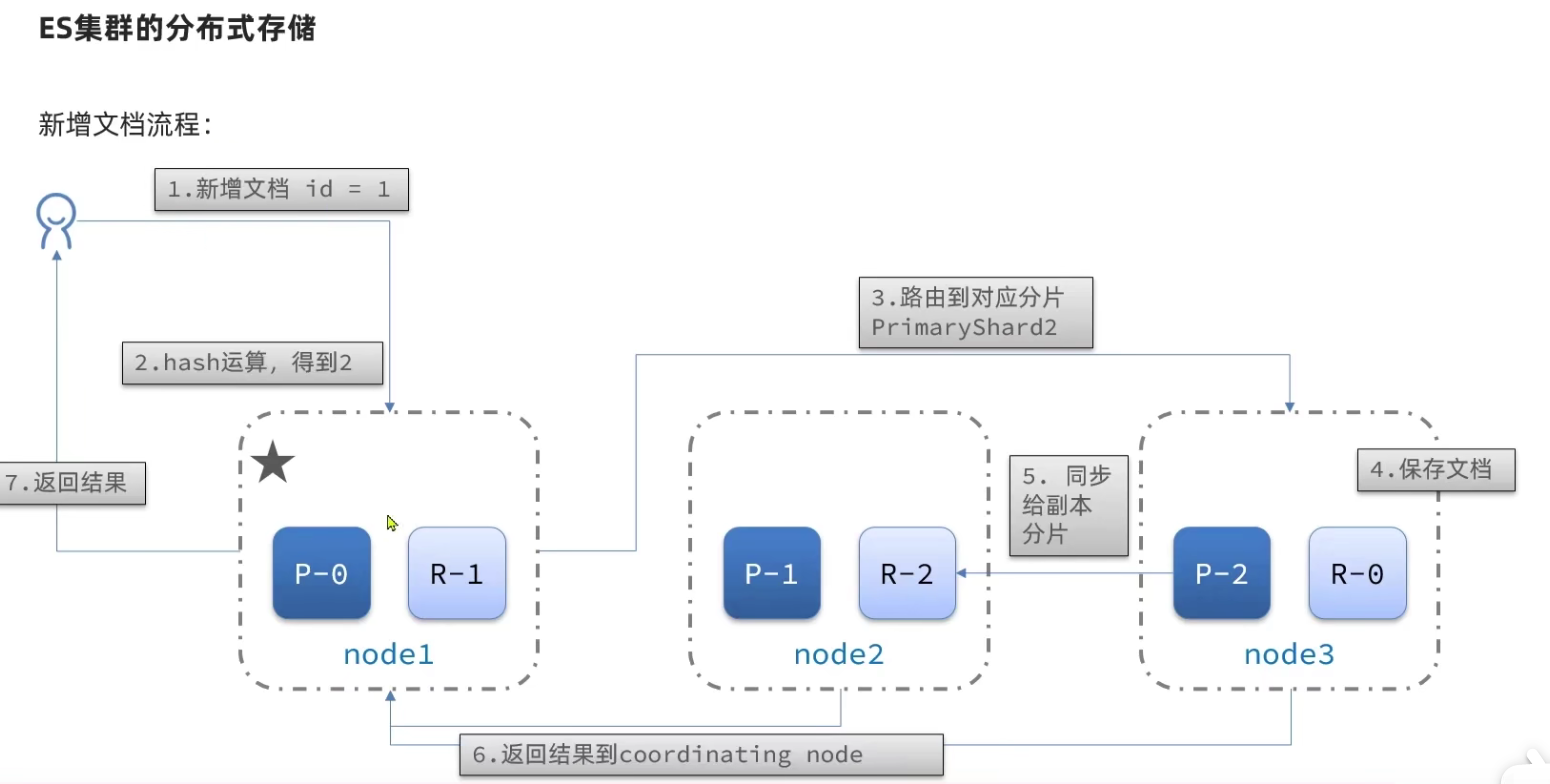 ES集群的分布式存储
新增文档流程：
1.新增文档 id = 1
3.路由到对应分片
PrimaryShard2
2.hash运算，得到2
7.返回结果
5. 同步
给副本
分片
4.保存文档
P-0
R-1
P-1
R-2
P-2
R-0
node1
node2
node3
6.返回结果到coordinating node